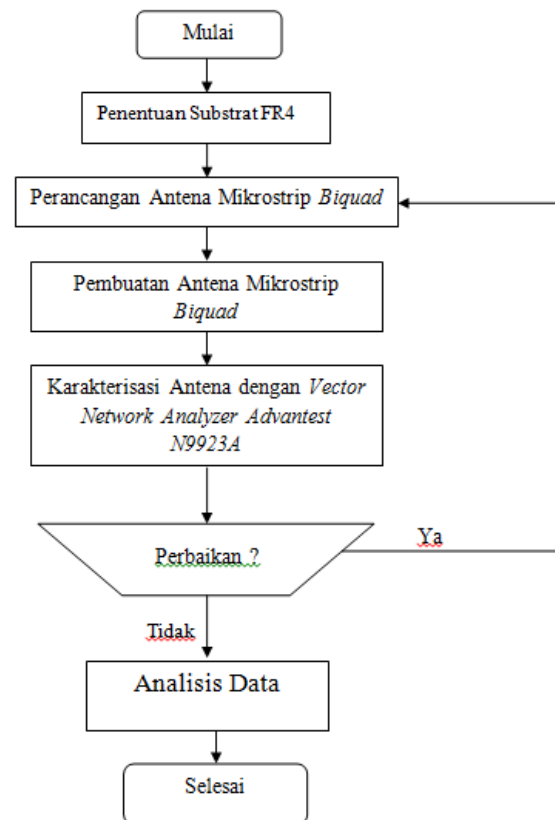 Mulai
Penentuan Substrat FR4
Perancangan Antena Mikrostrip Biquad
Pembuatan Antena Mikrostrip
Biquad
Karakterisasi Antena dengan Vector
Network Analyzer Advantest
N9923A
Perbaikan ?
Ya
Tidak
Analisis Data
Selesai